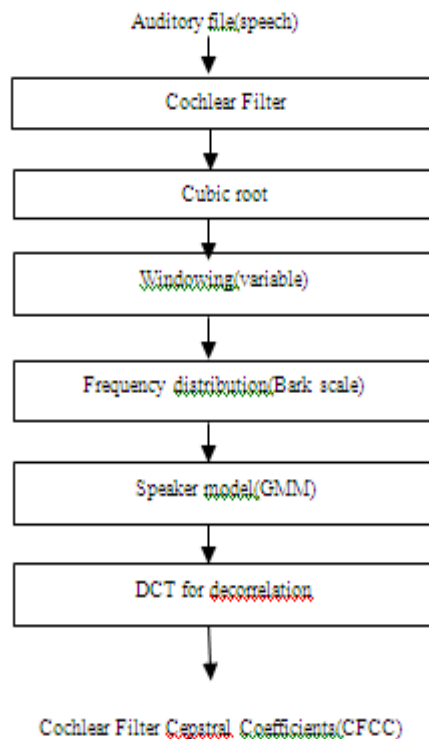 Auditory file(speech)
Cochlear Filter
Cubic root
Windowing(variable)
Frequency distribution(Bark scale)
Speaker model(GMM)
DCT for decorrelation
Cochlear Filter Cepstral Coefficients(CFCC)